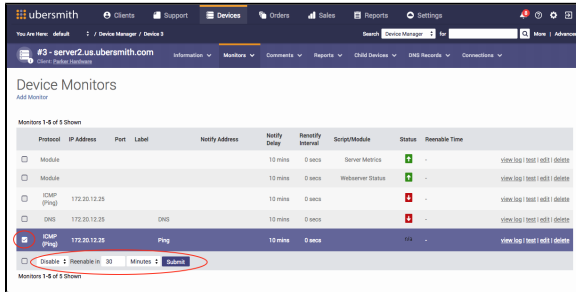 ubersmith Clients Support Devices Orders Sales Reports Settings
You Are Here: default / Device Manager / Device 3 Search Device Manager for More | Advanced
#3 - server2.us.ubersmith.com
Client: Parker Hardware
Information Monitors Comments Reports Child Devices DNS Records Connections
Device Monitors
Add Monitor
Monitors 1-5 of 5 Shown
Protocol IP Address Port Label Notify Address Notify Delay Renotify Interval Script/Module Status Reenable Time
Module 10 mins 0 secs Server Metrics - view log | test | edit | delete
Module 10 mins 0 secs Webserver Status - view log | test | edit | delete
ICMP (Ping) 172.20.12.25 10 mins 0 secs - view log | test | edit | delete
DNS 172.20.12.25 DNS 10 mins 0 secs - view log | test | edit | delete
ICMP (Ping) 172.20.12.25 Ping 10 mins 0 secs n/a - view log | test | edit | delete
Disable Reenable in 30 Minutes Submit
Monitors 1-5 of 5 Shown